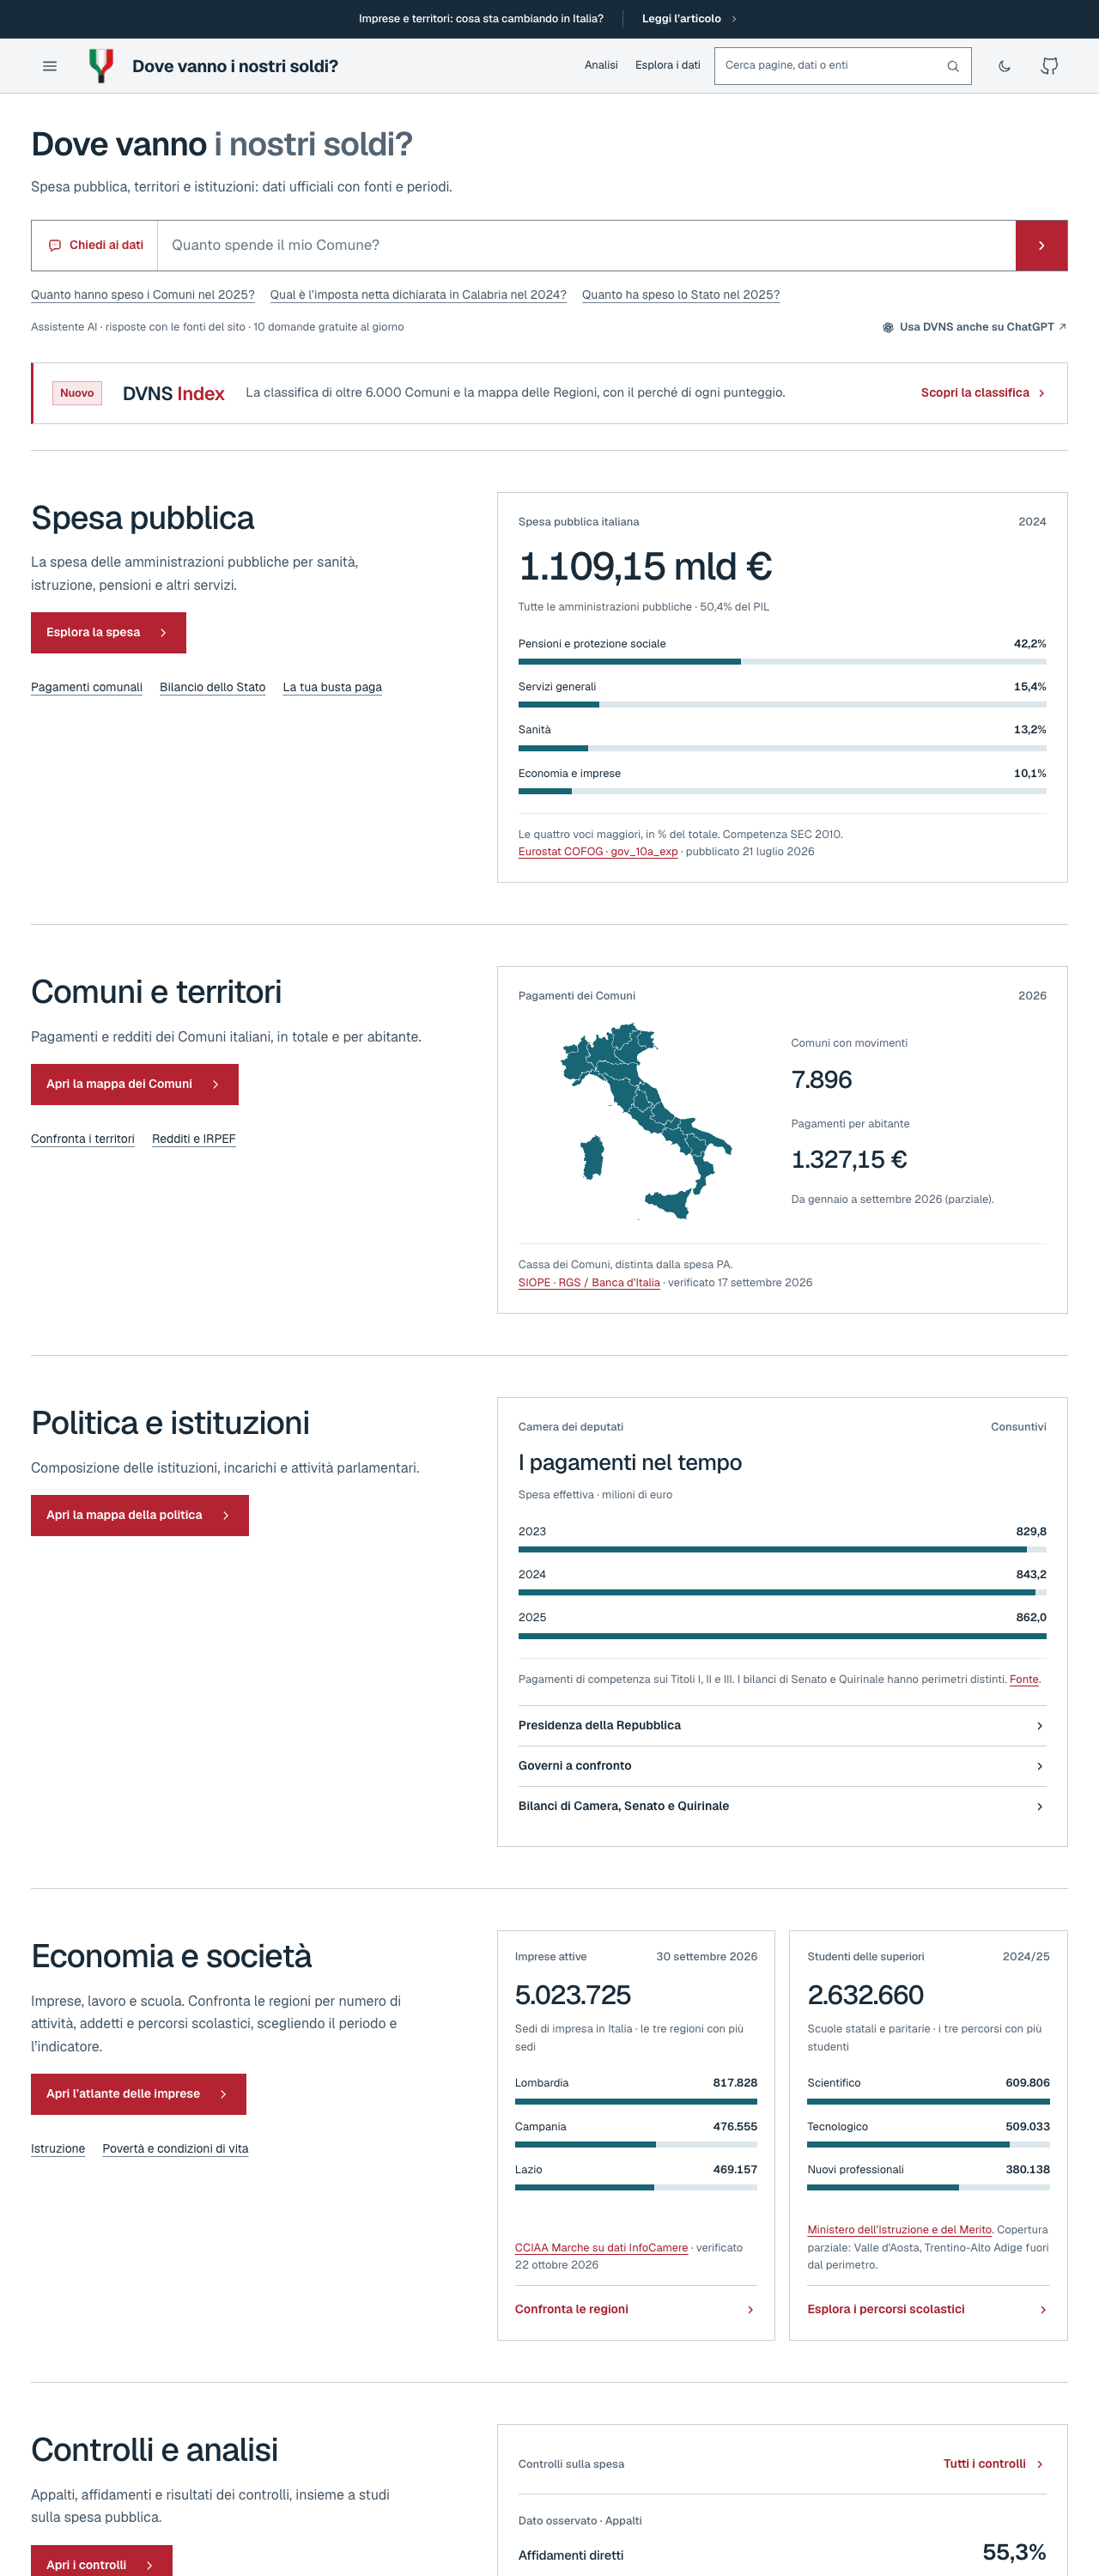 Imprese e territori: cosa sta cambiando in Italia?
Leggi l'articolo
Dove vanno i nostri soldi?
Analisi
Esplora i dati
Cerca pagine, dati o enti
Dove vanno i nostri soldi?
Spesa pubblica, territori e istituzioni: dati ufficiali con fonti e periodi.
Chiedi ai dati
Quanto spende il mio Comune?
Quanto hanno speso i Comuni nel 2025?
Qual è l'imposta netta dichiarata in Calabria nel 2024?
Quanto ha speso lo Stato nel 2025?
Assistente AI · risposte con le fonti del sito · 10 domande gratuite al giorno
Usa DVNS anche su ChatGPT ↗
Nuovo
DVNS Index
La classifica di oltre 6.000 Comuni e la mappa delle Regioni, con il perché di ogni punteggio.
Scopri la classifica
Spesa pubblica
La spesa delle amministrazioni pubbliche per sanità,
istruzione, pensioni e altri servizi.
Esplora la spesa
Pagamenti comunali
Bilancio dello Stato
La tua busta paga
Spesa pubblica italiana
2024
1.109,15 mld €
Tutte le amministrazioni pubbliche · 50,4% del PIL
Pensioni e protezione sociale
42,2%
Servizi generali
15,4%
Sanità
13,2%
Economia e imprese
10,1%
Le quattro voci maggiori, in % del totale. Competenza SEC 2010.
Eurostat COFOG · gov_10a_exp · pubblicato 21 luglio 2026
Comuni e territori
Pagamenti e redditi dei Comuni italiani, in totale e per abitante.
Apri la mappa dei Comuni
Confronta i territori
Redditi e IRPEF
Pagamenti dei Comuni
2026
Comuni con movimenti
7.896
Pagamenti per abitante
1.327,15 €
Da gennaio a settembre 2026 (parziale).
Cassa dei Comuni, distinta dalla spesa PA.
SIOPE · RGS / Banca d'Italia · verificato 17 settembre 2026
Politica e istituzioni
Composizione delle istituzioni, incarichi e attività parlamentari.
Apri la mappa della politica
Camera dei deputati
Consuntivi
I pagamenti nel tempo
Spesa effettiva · milioni di euro
2023
829,8
2024
843,2
2025
862,0
Pagamenti di competenza sui Titoli I, II e III. I bilanci di Senato e Quirinale hanno perimetri distinti. Fonte.
Presidenza della Repubblica
Governi a confronto
Bilanci di Camera, Senato e Quirinale
Economia e società
Imprese, lavoro e scuola. Confronta le regioni per numero di
attività, addetti e percorsi scolastici, scegliendo il periodo e
l'indicatore.
Apri l'atlante delle imprese
Istruzione
Povertà e condizioni di vita
Imprese attive
30 settembre 2026
5.023.725
Sedi di impresa in Italia · le tre regioni con più
sedi
Lombardia
817.828
Campania
476.555
Lazio
469.157
CCIAA Marche su dati InfoCamere · verificato
22 ottobre 2026
Confronta le regioni
Studenti delle superiori
2024/25
2.632.660
Scuole statali e paritarie · i tre percorsi con più
studenti
Scientifico
609.806
Tecnologico
509.033
Nuovi professionali
380.138
Ministero dell'Istruzione e del Merito. Copertura
parziale: Valle d'Aosta, Trentino-Alto Adige fuori
dal perimetro.
Esplora i percorsi scolastici
Controlli e analisi
Appalti, affidamenti e risultati dei controlli, insieme a studi
sulla spesa pubblica.
Apri i controlli
Controlli sulla spesa
Tutti i controlli
Dato osservato · Appalti
Affidamenti diretti
55,3%